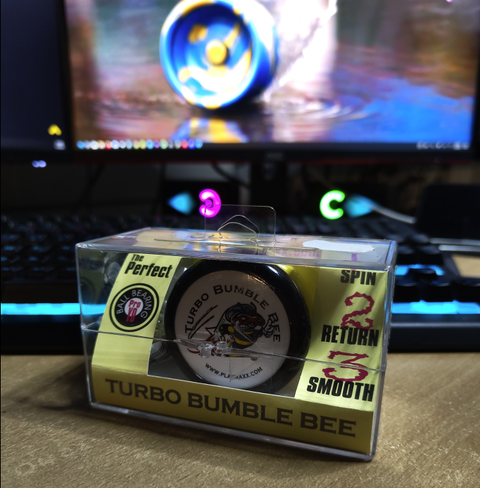 The
Perfect
BALL BEARING
TURBO BUMBLE BEE
WWW.PLAYMAXX.COM
SPIN
2
RETURN
3
SMOOTH
TURBO BUMBLE BEE